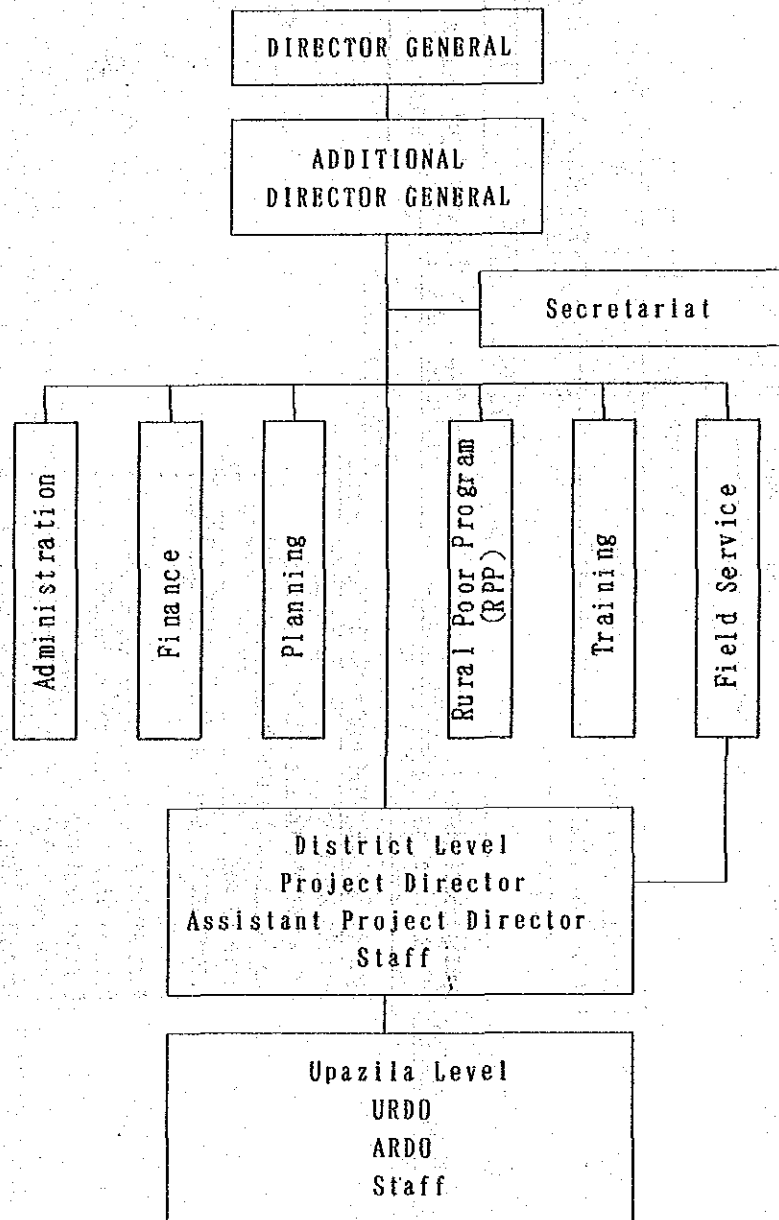 DIRECTOR GENERAL
ADDITIONAL
DIRECTOR GENERAL
Secretariat
Administration
Finance
Planning
Rural Poor Program
(RPP)
Training
Field Service
District Level
Project Director
Assistant Project Director
Staff
Upazila Level
URDO
ARDO
Staff